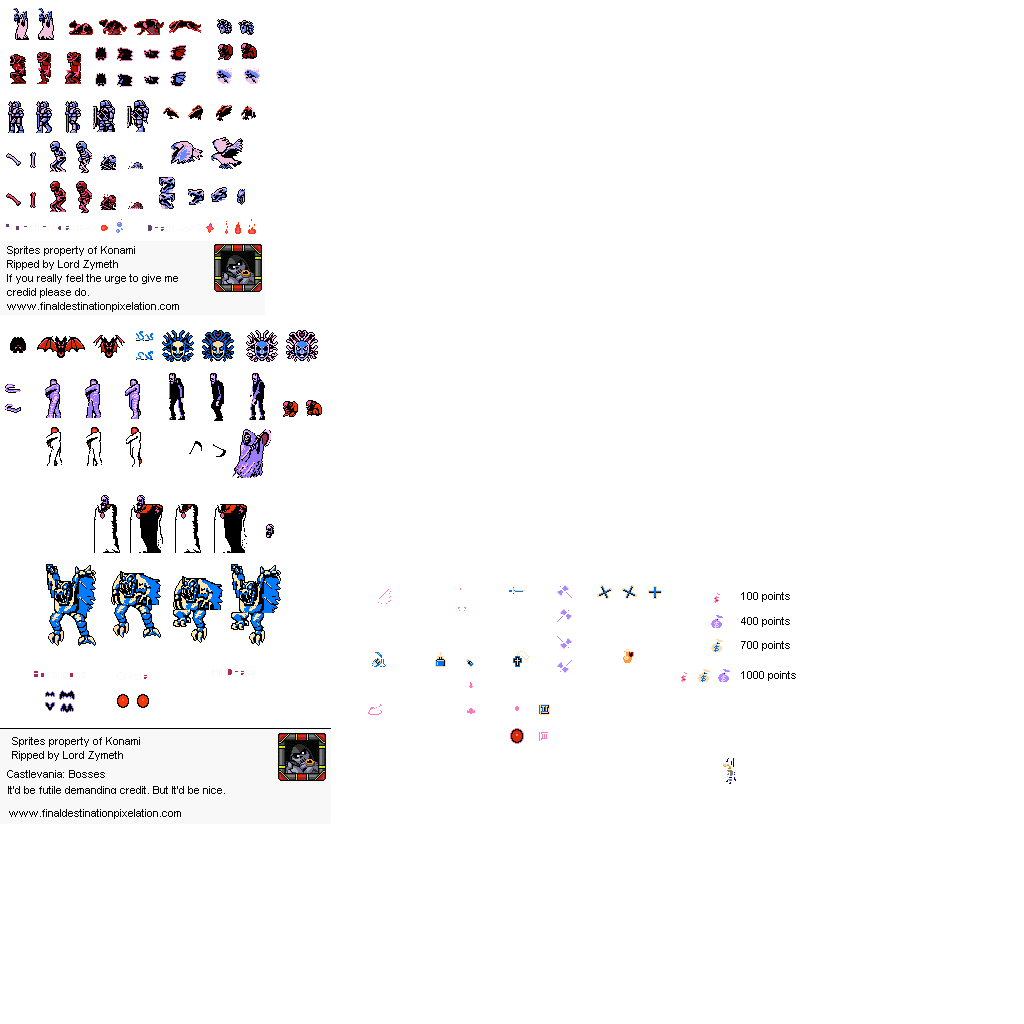 Sprites property of Konami
Ripped by Lord Zymeth
If you really feel the urge to give me
credid please do.
www.finaldestinationpixelation.com
100 points
400 points
700 points
1000 points
Sprites property of Konami
Ripped by Lord Zymeth
Castlevania: Bosses
It'd be futile demanding credit. But It'd be nice.
www.finaldestinationpixelation.com